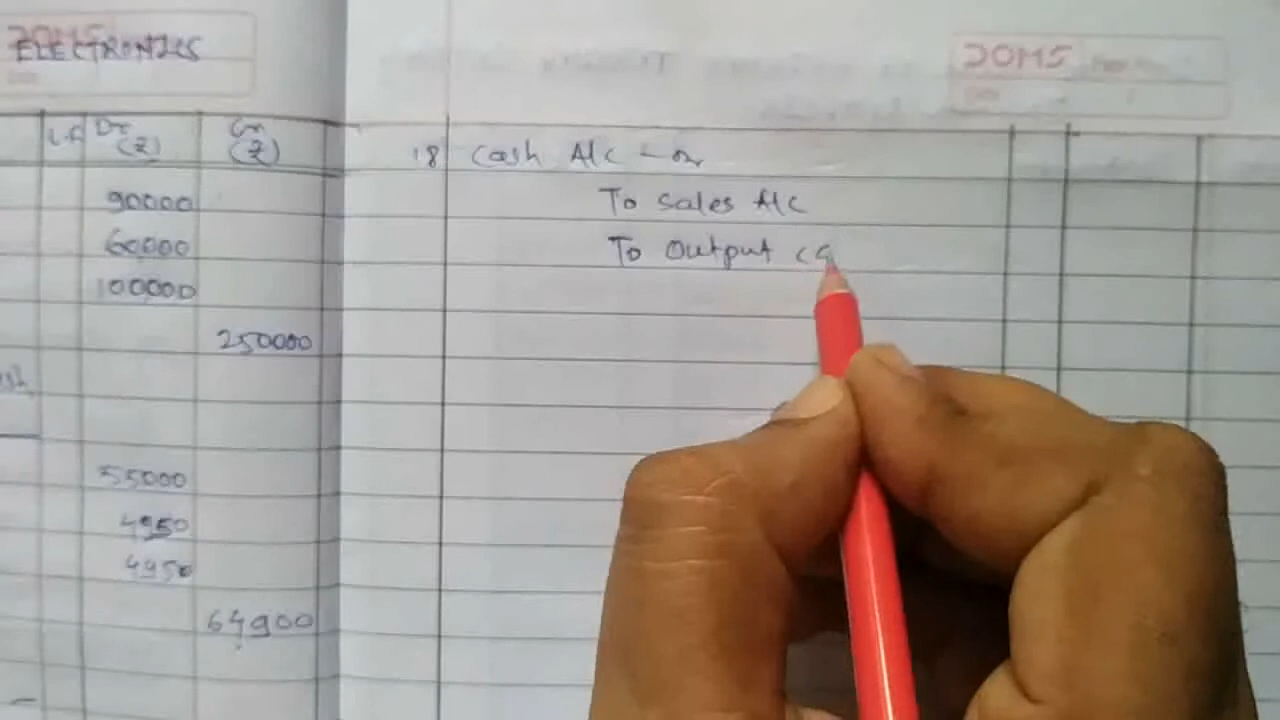 ELECTRONICS
DOMS
L.F Dr (₹) Cr (₹)
90000
60000
100000
250000
55000
4950
4950
64900
18 Cash A/c - Dr
To Sales A/c
To Output CG